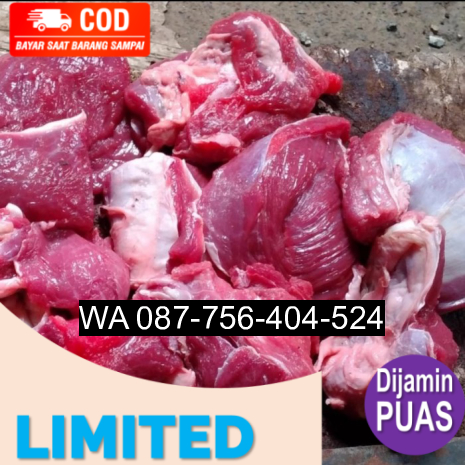 COD
BAYAR SAAT BARANG SAMPAI
WA 087-756-404-524
Dijamin
PUAS
LIMITED